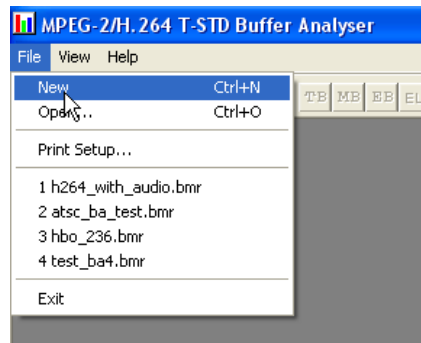 MPEG-2/H.264 T-STD Buffer Analyser
File View Help
TB MB EB EL
New Ctrl+N
Open... Ctrl+O
Print Setup...
1 h264_with_audio.bmr
2 atsc_ba_test.bmr
3 hbo_236.bmr
4 test_ba4.bmr
Exit